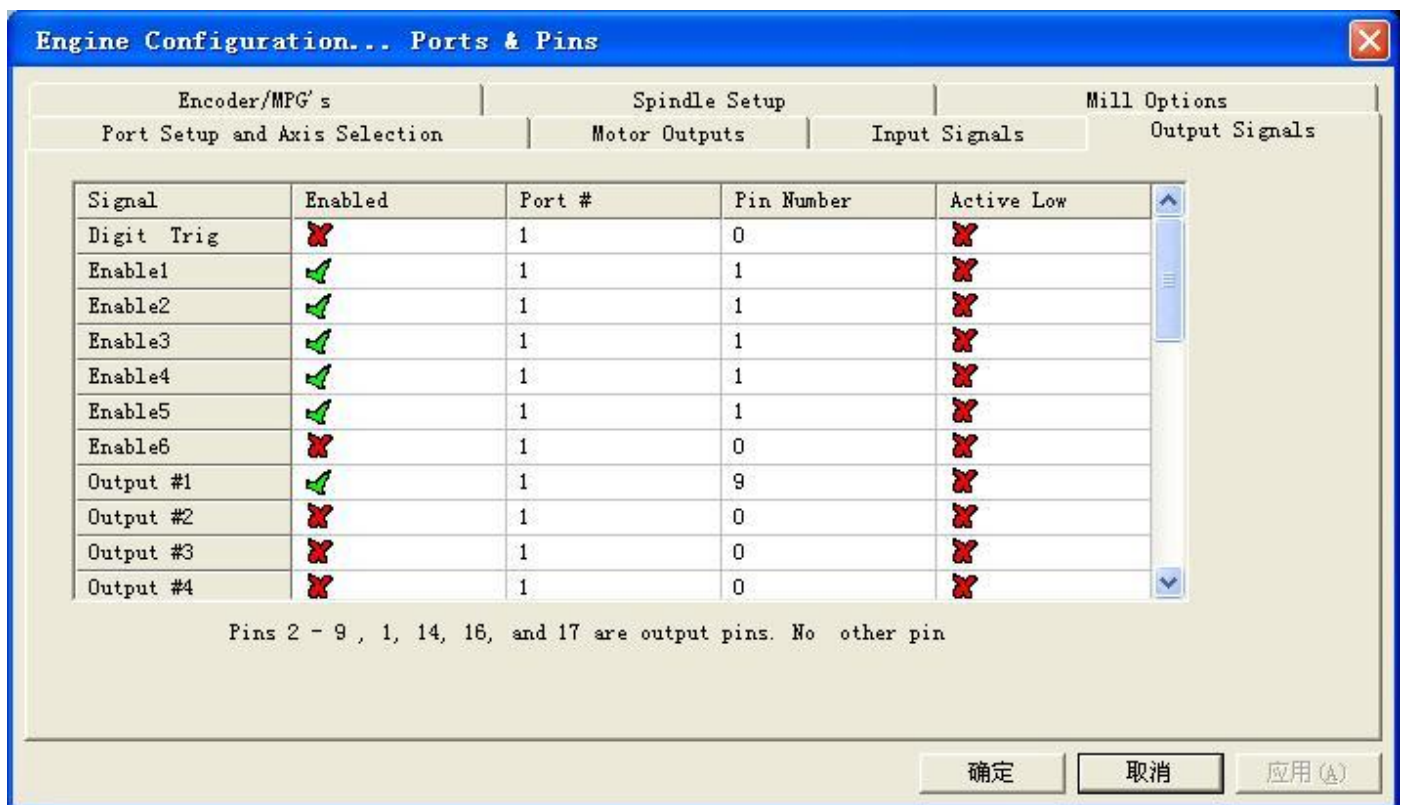 Engine Configuration... Ports & Pins
Encoder/MPG's Spindle Setup Mill Options
Port Setup and Axis Selection Motor Outputs Input Signals Output Signals
Signal Enabled Port # Pin Number Active Low
Digit Trig 1 0
Enable1 1 1
Enable2 1 1
Enable3 1 1
Enable4 1 1
Enable5 1 1
Enable6 1 0
Output #1 1 9
Output #2 1 0
Output #3 1 0
Output #4 1 0
Pins 2 - 9 , 1, 14, 16, and 17 are output pins. No other pin
确定 取消 应用(A)